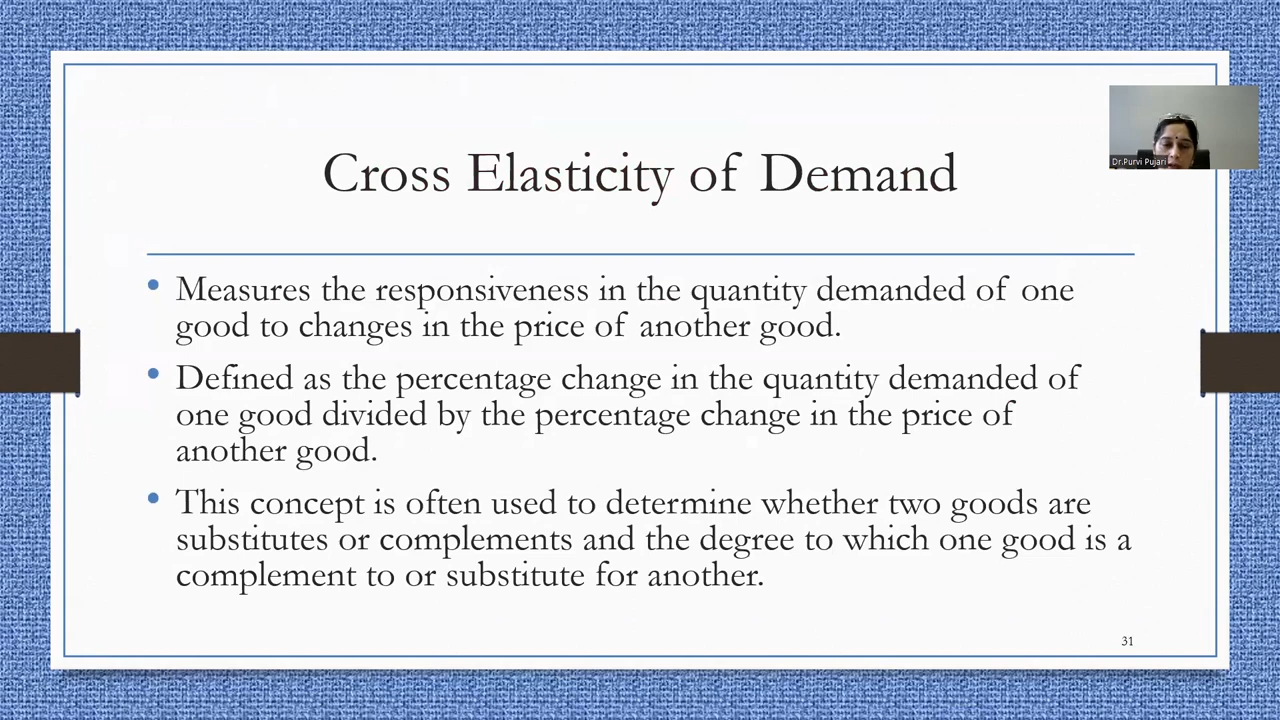 Cross Elasticity of Demand
Dr.Purvi Pujari
• Measures the responsiveness in the quantity demanded of one
good to changes in the price of another good.
• Defined as the percentage change in the quantity demanded of
one good divided by the percentage change in the price of
another good.
• This concept is often used to determine whether two goods are
substitutes or complements and the degree to which one good is a
complement to or substitute for another.
31